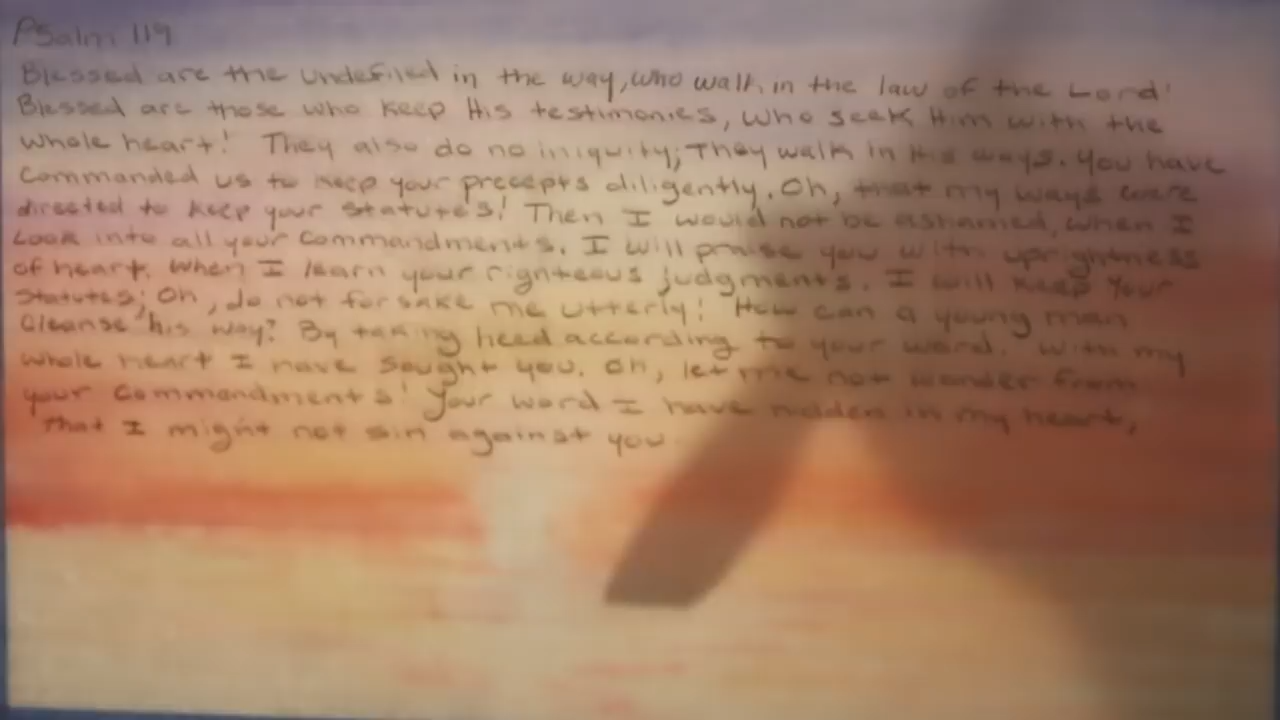 Psalm 119
Blessed are the undefiled in the way, who walk in the law of the Lord!
Blessed are those who keep His testimonies, who seek Him with the
whole heart! They also do no iniquity; They walk in His ways. You have
Commanded us to keep your precepts diligently. Oh, that my ways were
directed to keep your statutes! Then I would not be ashamed, when I
Look into all your commandments. I will praise you with uprightness
of heart, when I learn your righteous judgments. I will keep your
Statutes; Oh, do not forsake me utterly! How can a young man
Cleanse his way? By taking heed according to your word. With my
whole heart I have sought you. Oh, let me not wander from
your commandments! Your word I have hidden in my heart,
That I might not sin against you.